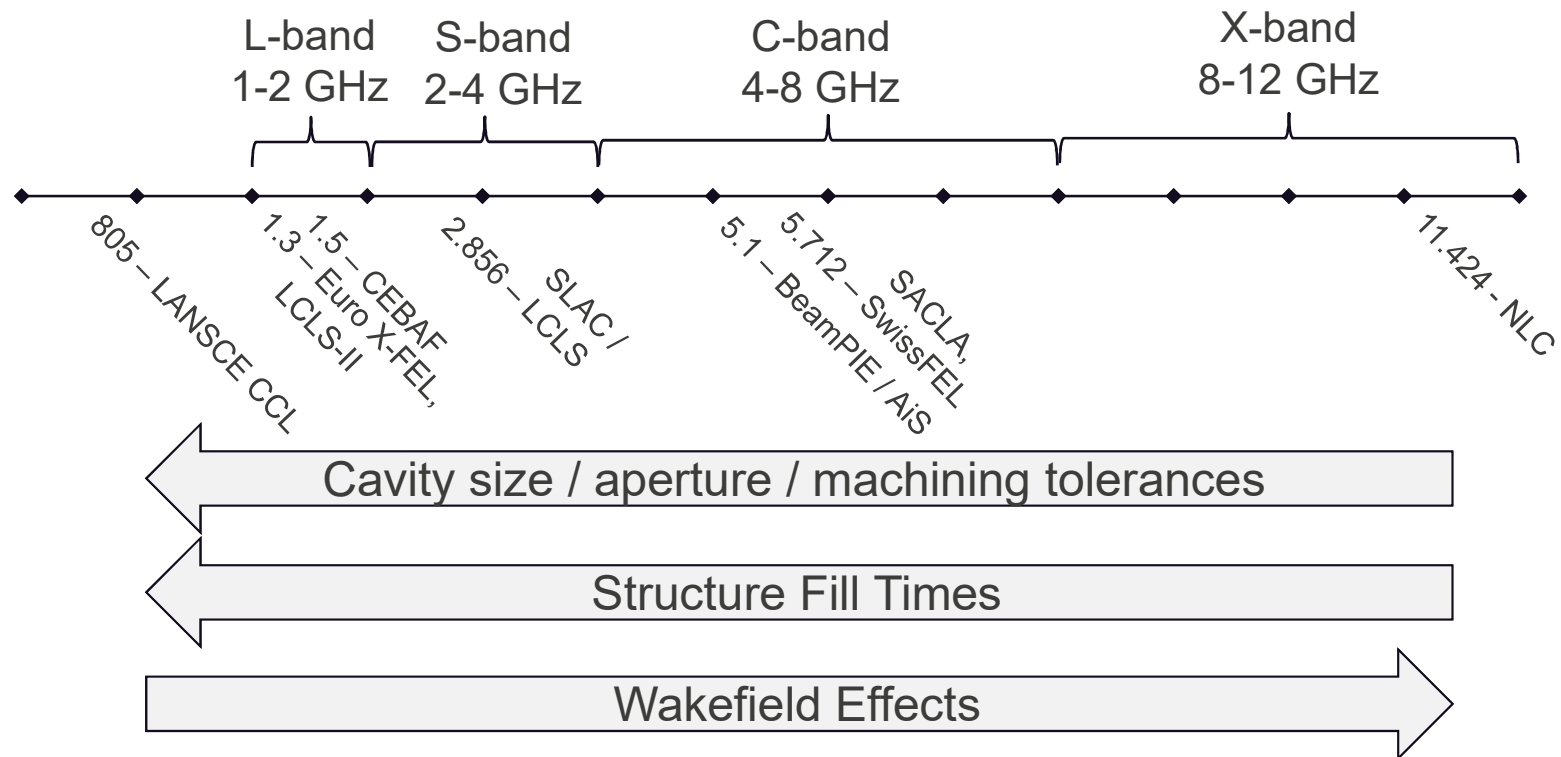 L-band
1-2 GHz
S-band
2-4 GHz
C-band
4-8 GHz
X-band
8-12 GHz
805 – LANSCE CCL
1.3 – Euro X-FEL,
LCLS-II
1.5 – CEBAF
SLAC /
2.856 – LCLS
5.1 – BeamPIE / AiS
SACLA,
5.712 – SwissFEL
11.424 - NLC
Cavity size / aperture / machining tolerances
Structure Fill Times
Wakefield Effects